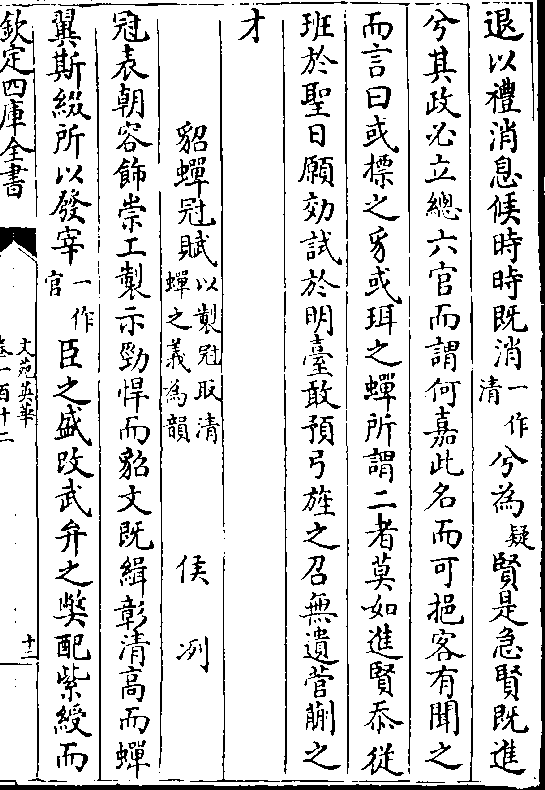 退以禮消息候時時既消一作清兮為疑賢是急賢既進
兮其政必立總六官而謂何嘉此名而可挹客有聞之
而言曰或標之豸或珥之蟬所謂二者莫如進賢忝從
班於聖日願効試於明臺敢預弓旌之召無遺菅蒯之
才
貂蟬冠賦以製冠取清蟬之義為韻 侯冽
冠表朝容飾崇工製示勁悍而貂文既緝彰清高而蟬
翼斯綴所以發宰一作官臣之盛改武弁之獘配紫綬而
欽定四庫全書
文苑英華
卷一百十二
十三